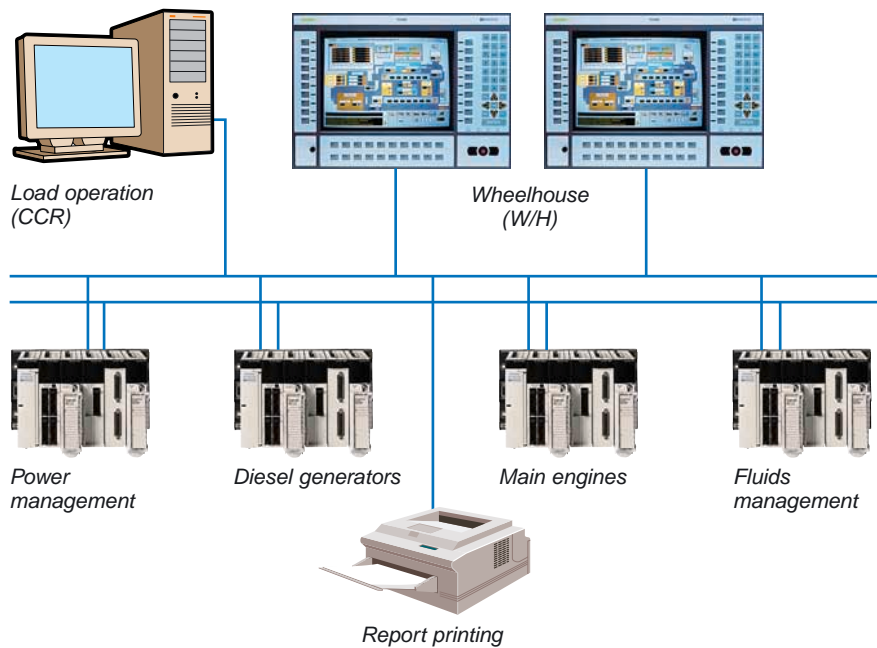 Load operation
(CCR)
Wheelhouse
(W/H)
Power
management
Diesel generators
Main engines
Fluids
management
Report printing